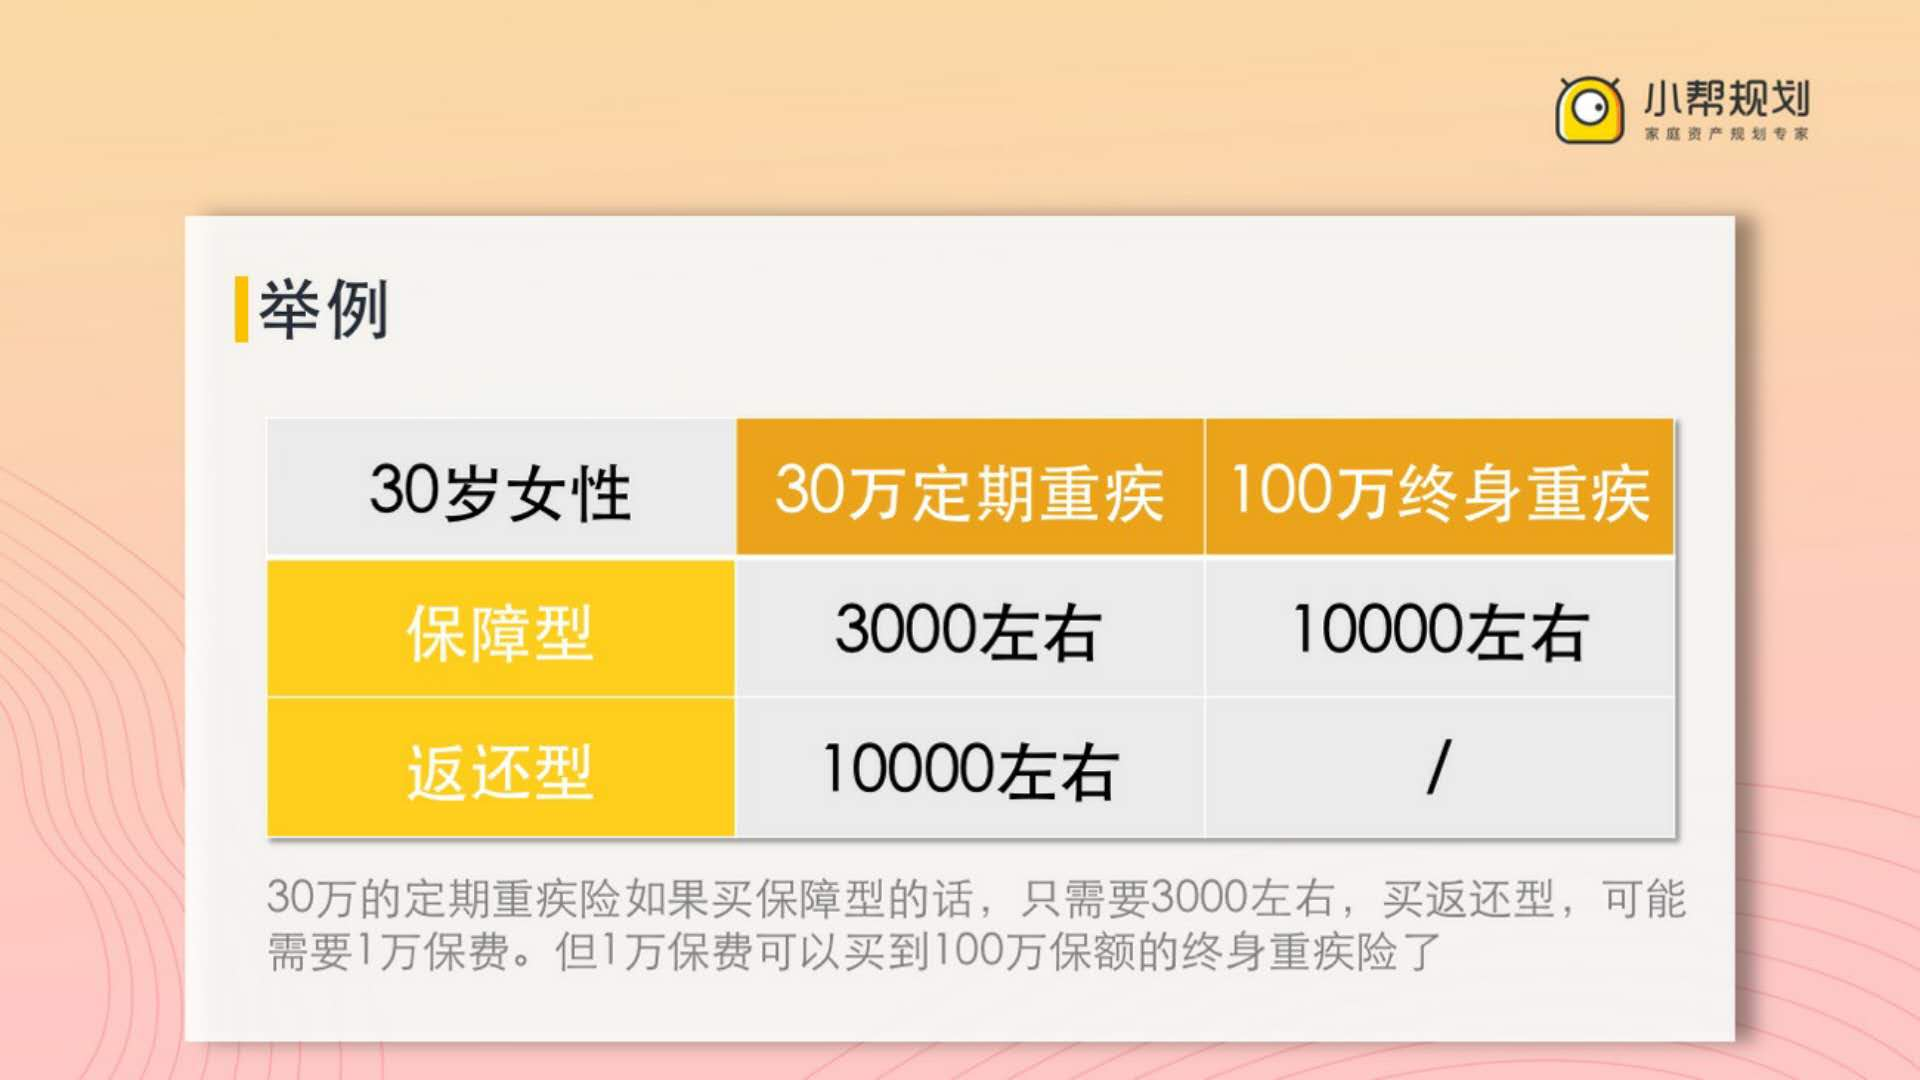 小帮规划
家庭资产规划专家
举例
30岁女性 30万定期重疾 100万终身重疾
保障型 3000左右 10000左右
返还型 10000左右 /
30万的定期重疾险如果买保障型的话，只需要3000左右，买返还型，可能
需要1万保费。但1万保费可以买到100万保额的终身重疾险了